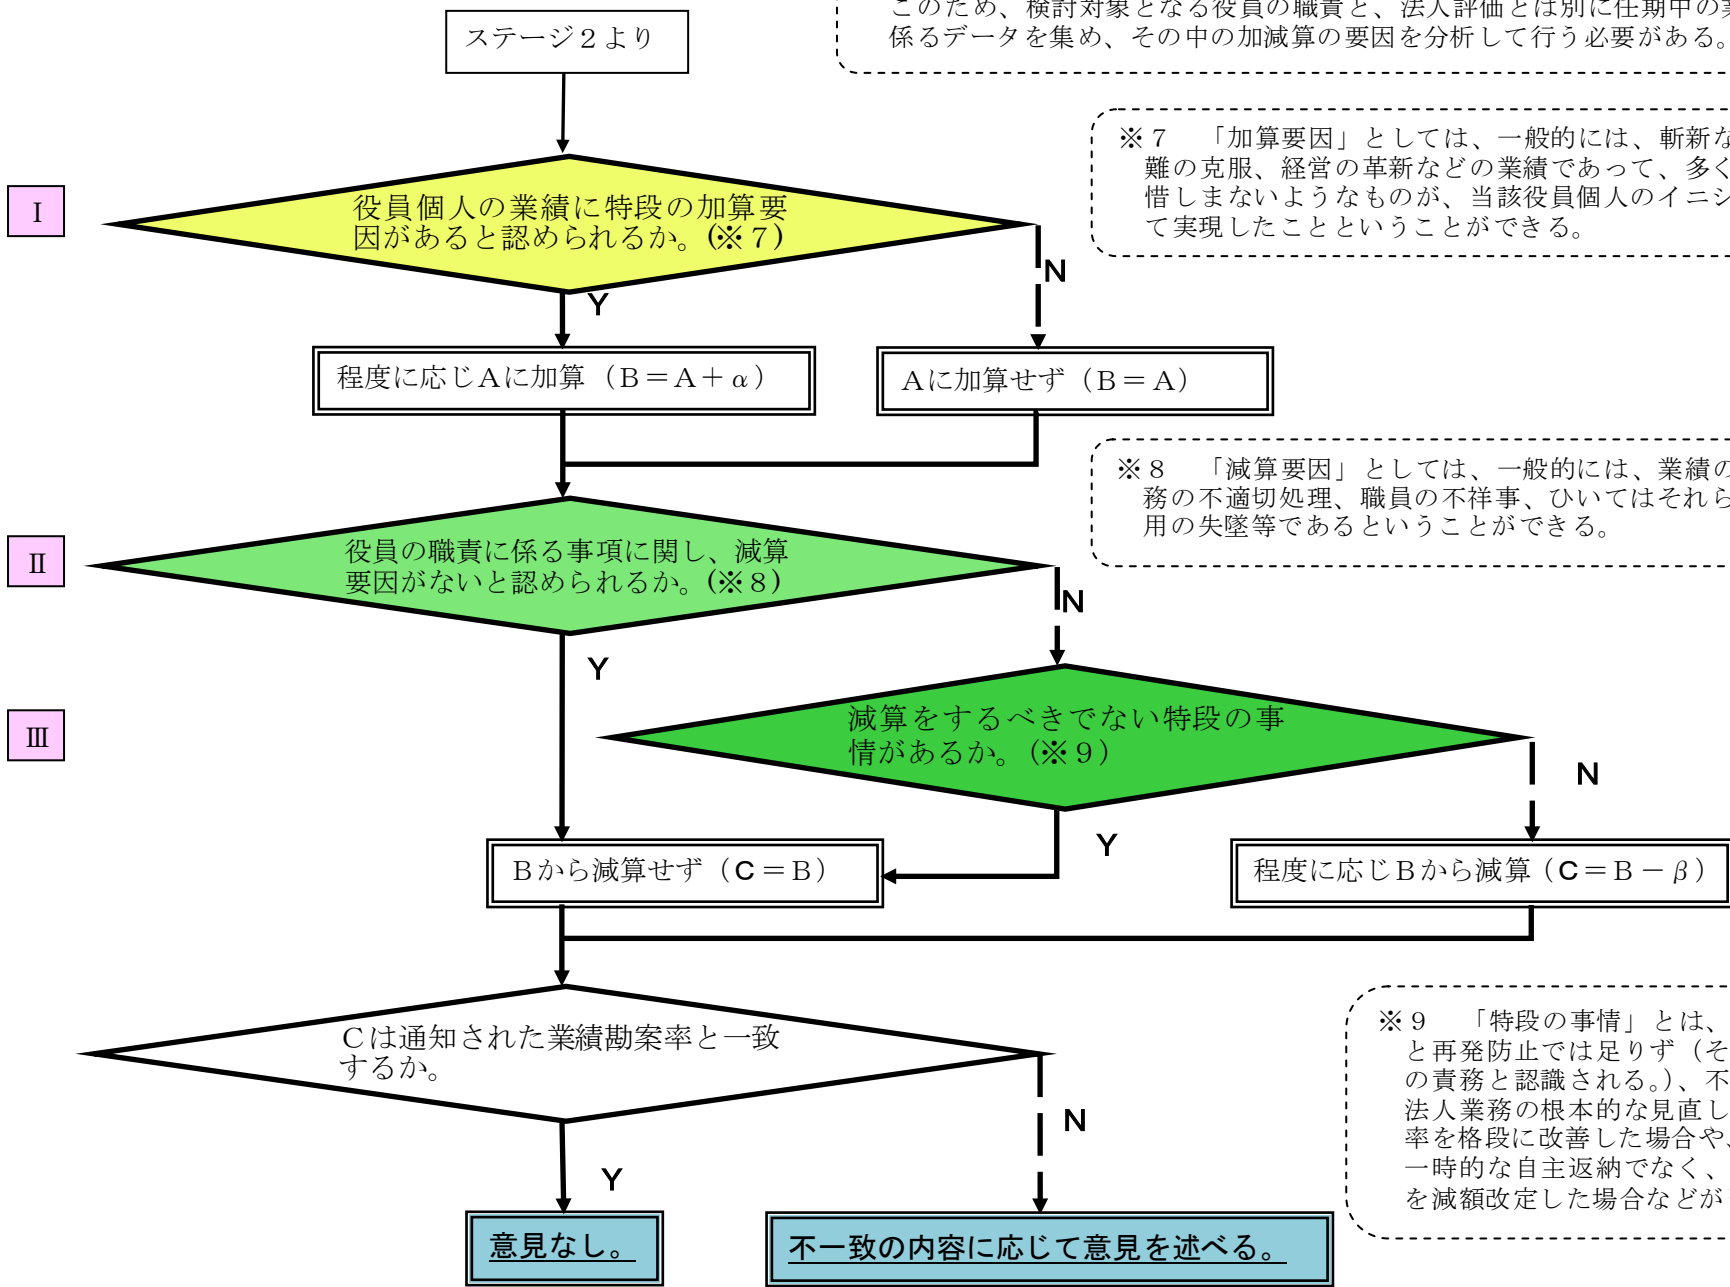 このため、検討対象となる役員の職責と、法人評価とは別に任期中の業
係るデータを集め、その中の加減算の要因を分析して行う必要がある。
ステージ２より
※７　「加算要因」としては、一般的には、斬新な
難の克服、経営の革新などの業績であって、多く
惜しまないようなものが、当該役員個人のイニシ
て実現したことということができる。
Ⅰ
役員個人の業績に特段の加算要
因があると認められるか。(※７)
N
Y
程度に応じＡに加算（Ｂ＝Ａ＋α）
Ａに加算せず（Ｂ＝Ａ）
※８　「減算要因」としては、一般的には、業績の
務の不適切処理、職員の不祥事、ひいてはそれら
用の失墜等であるということができる。
Ⅱ
役員の職責に係る事項に関し、減算
要因がないと認められるか。(※８)
N
Y
Ⅲ
減算をするべきでない特段の事
情があるか。（※９）
N
Y
Ｂから減算せず（Ｃ＝Ｂ）
程度に応じＢから減算（Ｃ＝Ｂ－β）
Ｃは通知された業績勘案率と一致
するか。
※９　「特段の事情」とは、
と再発防止では足りず（そ
の責務と認識される。）、不
法人業務の根本的な見直し
率を格段に改善した場合や、
一時的な自主返納でなく、
を減額改定した場合などが
N
Y
意見なし。
不一致の内容に応じて意見を述べる。